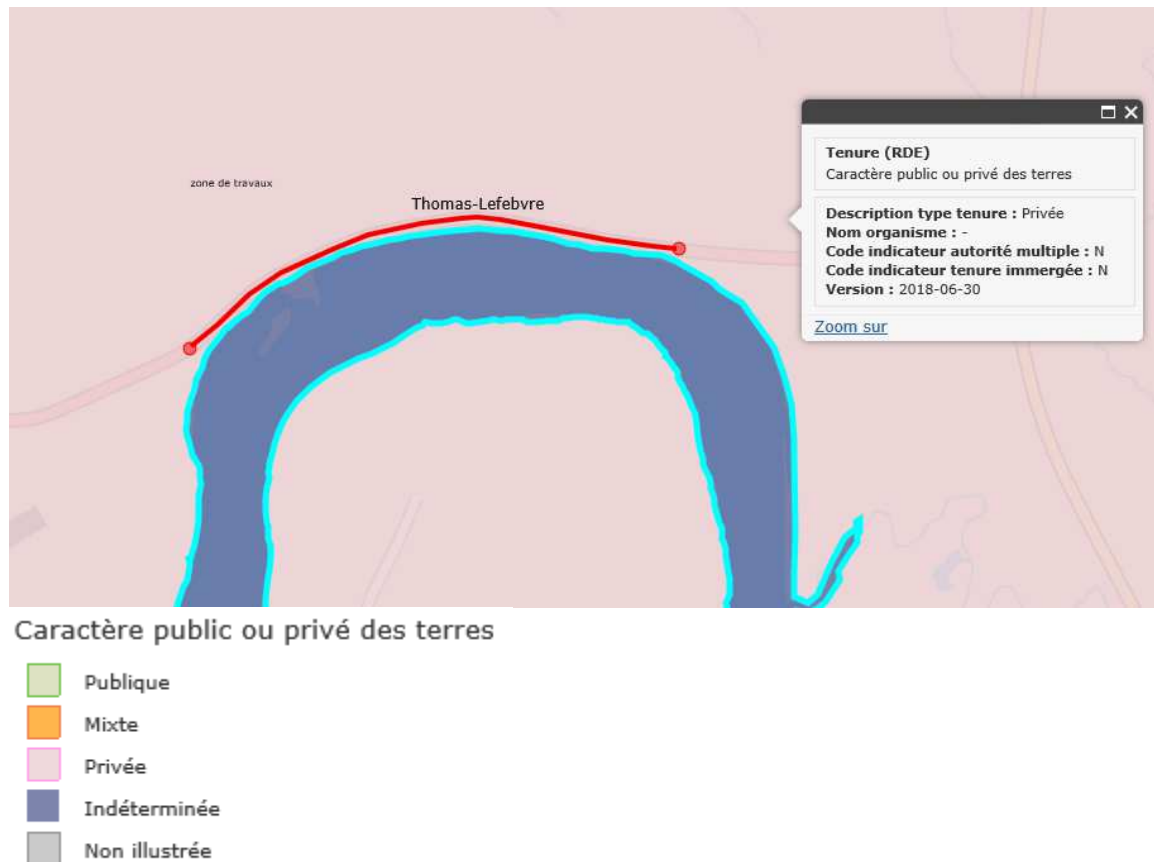 zone de travaux
Thomas-Lefebvre
Tenure (RDE)
Caractère public ou privé des terres
Description type tenure : Privée
Nom organisme : -
Code indicateur autorité multiple : N
Code indicateur tenure immergée : N
Version : 2018-06-30
Zoom sur
Caractère public ou privé des terres
Publique
Mixte
Privée
Indéterminée
Non illustrée